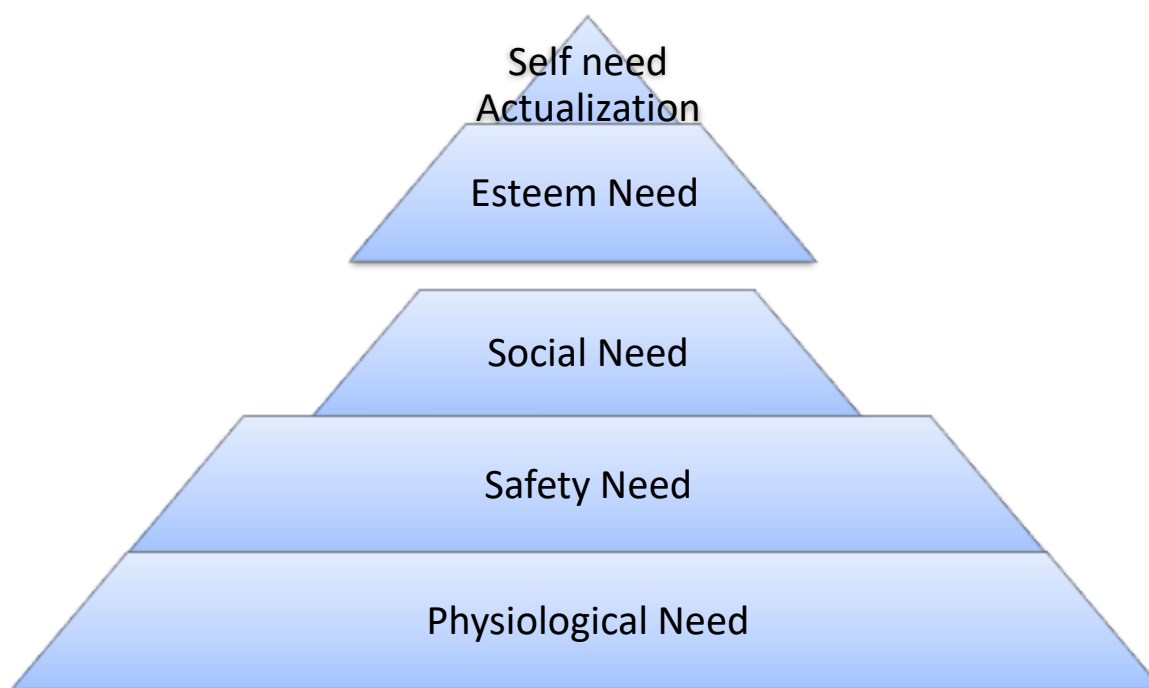 Self need
Actualization
Esteem Need
Social Need
Safety Need
Physiological Need